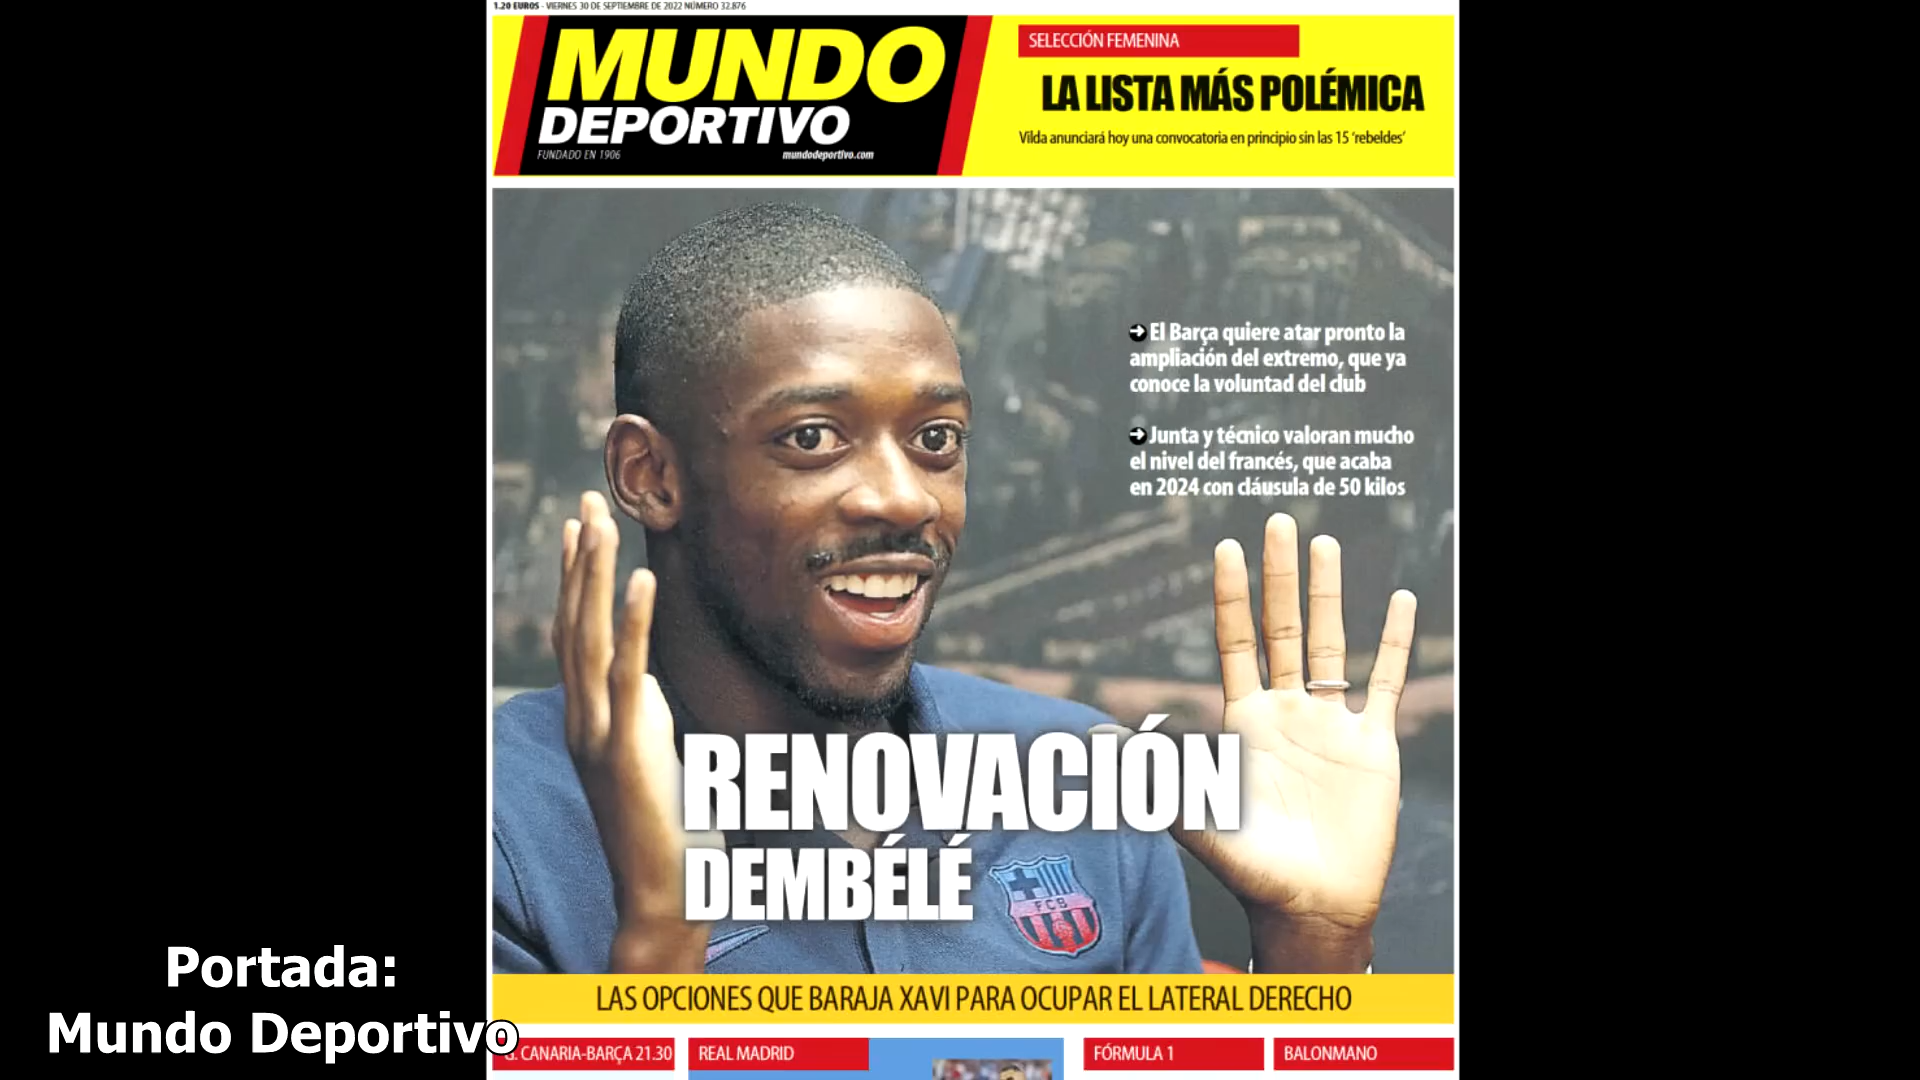 1.20 EUROS - VIERNES 30 DE SEPTIEMBRE DE 2022 NÚMERO 32.876
MUNDO
DEPORTIVO
FUNDADO EN 1906
mundodeportivo.com
SELECCIÓN FEMENINA
LA LISTA MÁS POLÉMICA
Vilda anunciará hoy una convocatoria en principio sin las 15 ‘rebeldes’
El Barça quiere atar pronto la
ampliación del extremo, que ya
conoce la voluntad del club
Junta y técnico valoran mucho
el nivel del francés, que acaba
en 2024 con cláusula de 50 kilos
RENOVACIÓN
DEMBÉLÉ
FCB
LAS OPCIONES QUE BARAJA XAVI PARA OCUPAR EL LATERAL DERECHO
G. CANARIA-BARÇA 21.30
REAL MADRID
FÓRMULA 1
BALONMANO
Portada:
Mundo Deportivo